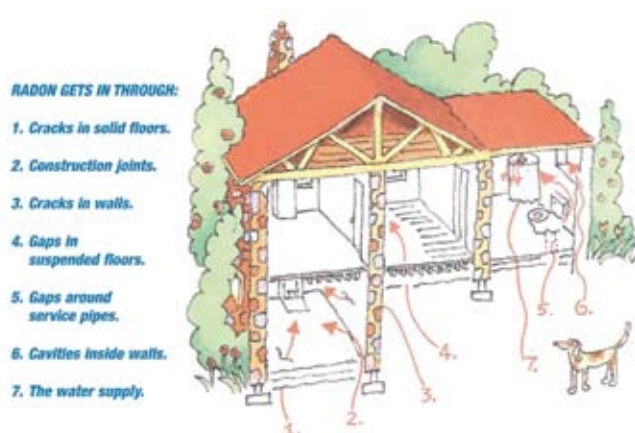 RADON GETS IN THROUGH:
1. Cracks in solid floors.
2. Construction joints.
3. Cracks in walls.
4. Gaps in
suspended floors.
5. Gaps around
service pipes.
6. Cavities inside walls.
7. The water supply.
5.
6.
4.
7.
3.
2.
1.